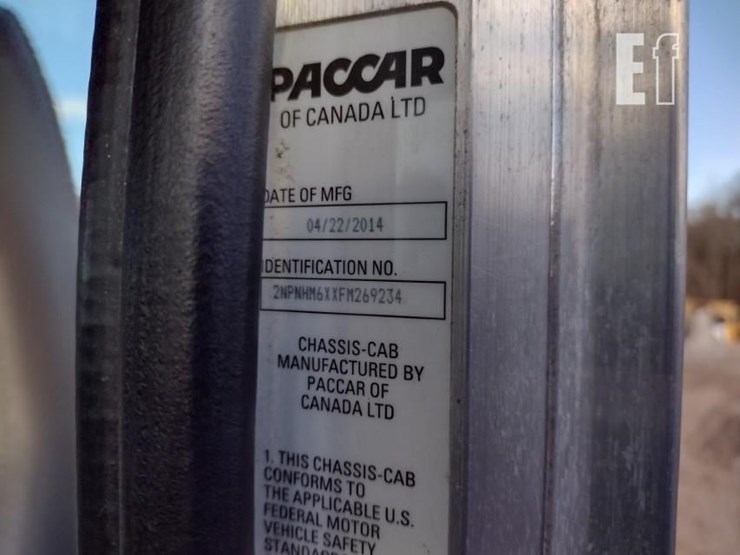 Ef
PACCAR
OF CANADA LTD
DATE OF MFG
04/22/2014
IDENTIFICATION NO.
2NPNHM6XXFM269234
CHASSIS-CAB
MANUFACTURED BY
PACCAR OF
CANADA LTD
1. THIS CHASSIS-CAB
CONFORMS TO
THE APPLICABLE U.S.
FEDERAL MOTOR
VEHICLE SAFETY